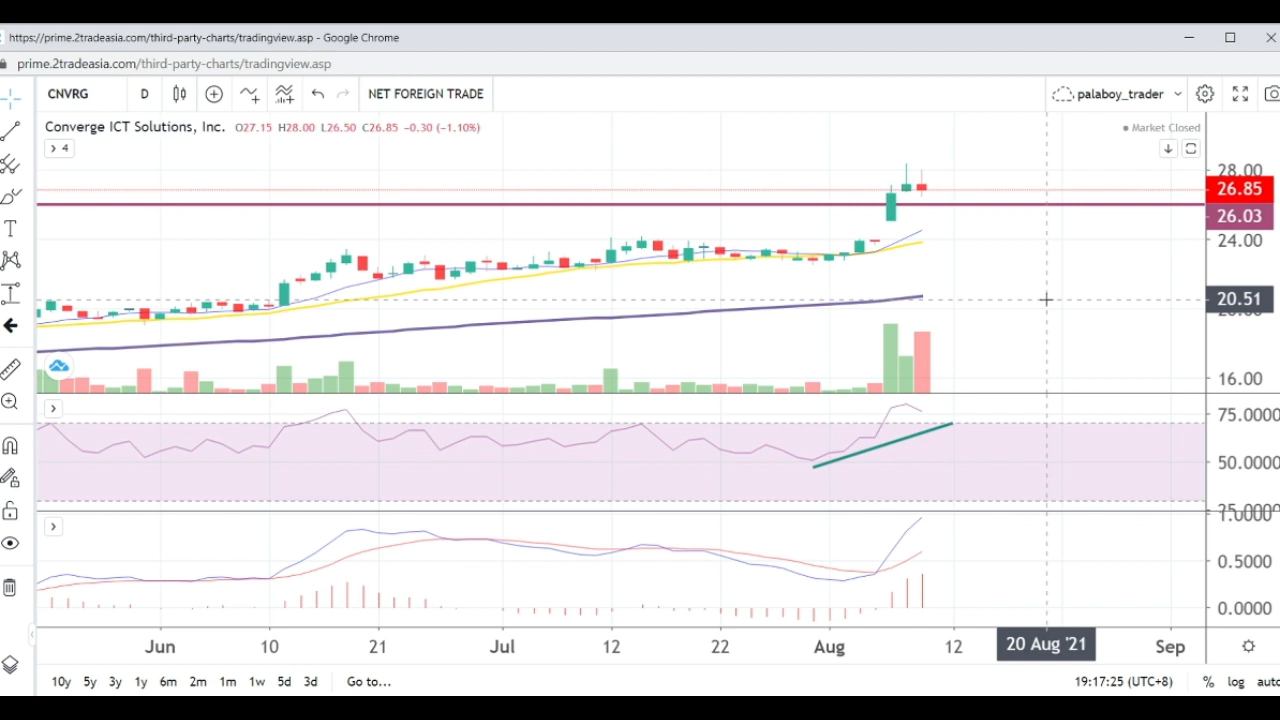 https://prime.2tradeasia.com/third-party-charts/tradingview.asp - Google Chrome
prime.2tradeasia.com/third-party-charts/tradingview.asp
CNVRG D NET FOREIGN TRADE palaboy_trader
Converge ICT Solutions, Inc. O27.15 H28.00 L26.50 C26.85 -0.30 (-1.10%)
Market Closed
4
28.00
26.85
26.03
24.00
20.51
16.00
75.0000
50.0000
25.0000
1.0000
0.5000
0.0000
Jun 10 21 Jul 12 22 Aug 12 20 Aug '21 Sep
10y 5y 3y 1y 6m 2m 1m 1w 5d 3d Go to... 19:17:25 (UTC+8) % log auto